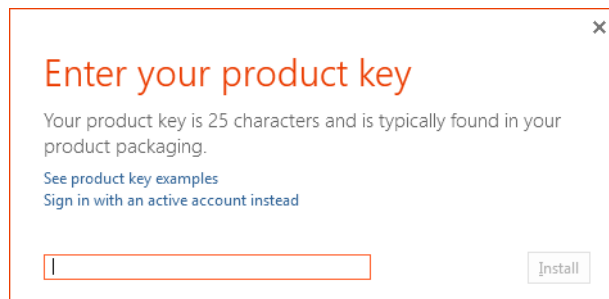 Enter your product key
Your product key is 25 characters and is typically found in your
product packaging.
See product key examples
Sign in with an active account instead
Install